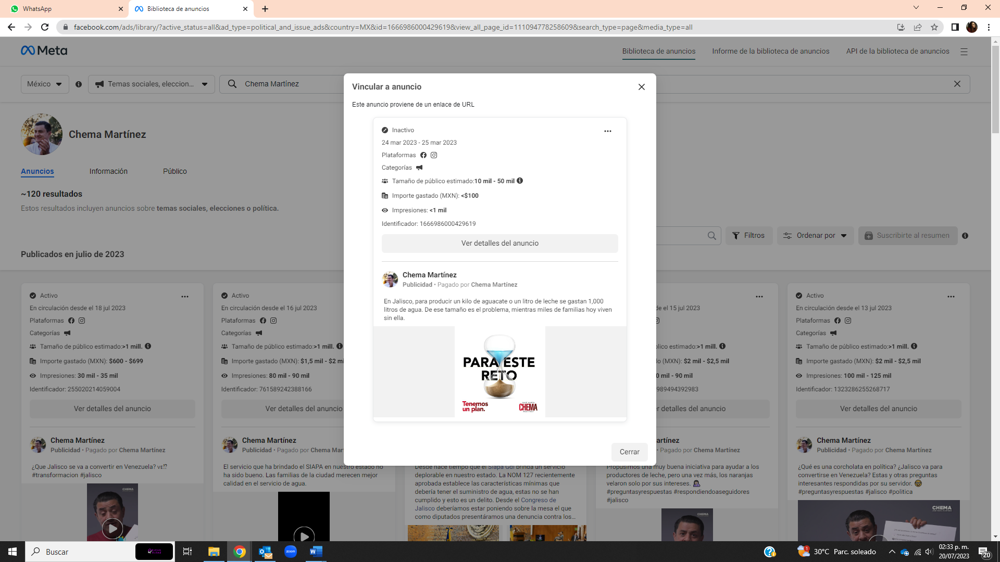 WhatsApp
Biblioteca de anuncios
facebook.com/ads/library/?active_status=all&ad_type=political_and_issue_ads&country=MX&id=1666986000429619&view_all_page_id=111094778258609&search_type=page&media_type=all
Meta
Biblioteca de anuncios
Informe de la biblioteca de anuncios
API de la biblioteca de anuncios
México
Temas sociales, eleccion...
Chema Martínez
Chema Martínez
Anuncios
Información
Público
~120 resultados
Estos resultados incluyen anuncios sobre temas sociales, elecciones o política.
Filtros
Ordenar por
Suscribirte al resumen
Publicados en julio de 2023
Vincular a anuncio
Este anuncio proviene de un enlace de URL
Inactivo
24 mar 2023 - 25 mar 2023
Plataformas
Categorías
Tamaño de público estimado:10 mil - 50 mil
Importe gastado (MXN): <$100
Impresiones: <1 mil
Identificador: 1666986000429619
Ver detalles del anuncio
Chema Martínez
Publicidad • Pagado por Chema Martínez
En Jalisco, para producir un kilo de aguacate o un litro de leche se gastan 1,000
litros de agua. De ese tamaño es el problema, mientras miles de familias hoy viven
sin ella.
PARA ESTE
RETO
Tenemos
un plan.
JOSÉ MARÍA
CHEMA
MARTÍNEZ
Cerrar
Activo
En circulación desde el 18 jul 2023
Plataformas
Categorías
Tamaño de público estimado:>1 mill.
Importe gastado (MXN): $600 - $699
Impresiones: 30 mil - 35 mil
Identificador: 255020214059004
Ver detalles del anuncio
Chema Martínez
Publicidad • Pagado por Chema Martínez
¿Que Jalisco se va a convertir en Venezuela? VE⁉
#transformacion #jalisco
CHEMA
Activo
En circulación desde el 16 jul 2023
Plataformas
Categorías
Tamaño de público estimado:>1 mill.
Importe gastado (MXN): $1,5 mil - $2 mi
Impresiones: 80 mil - 90 mil
Identificador: 761589242388166
Ver detalles del anuncio
Chema Martínez
Publicidad • Pagado por Chema Mar
El servicio que ha brindado el SIAPA en nuestro estado no
ha sido bueno. Las familias de la ciudad merecen mejor
calidad en el servicio de agua.
Desde hace tiempo que el Siapa Gdl brinda un servicio
deplorable en nuestro estado. La NOM 127 recientemente
aprobada establece las características mínimas que
debería tener el suministro de agua, estas no se han
cumplido y esto es un delito. Desde el Congreso de
Jalisco deberíamos estar poniendo sobre la mesa el que
como diputados presentáramos una denuncia contra los...
de el 15 jul 2023
blico estimado:>1 mill.
do (MXN): $2 mil - $2,5 mil
0 mil - 90 mil
989494392983
r detalles del anuncio
artínez
• Pagado por Chema Martínez
Propusimos una muy buena iniciativa para ayudar a los
productores de leche, pero una vez más, los naranjas
velaron solo por sus intereses.
#preguntasyrespuestas #respondiendoaseguidores
#jalisco
CHEMA
Activo
En circulación desde el 13 jul 2023
Plataformas
Categorías
Tamaño de público estimado:>1 mill.
Importe gastado (MXN): $2 mil - $2,5 mil
Impresiones: 100 mil - 125 mil
Identificador: 1323286255268717
Ver detalles del anuncio
Chema Martínez
Publicidad • Pagado por Chema Martínez
¿Qué es una corcholata en política? ¿Jalisco va para
convertirse en Venezuela? Estas y otras preguntas
interesantes respondidas por su servidor.
#preguntasyrespuestas #jalisco #politica
CHEMA
Buscar
zoom
30°C Parc. soleado
02:33 p. m.
20/07/2023
20